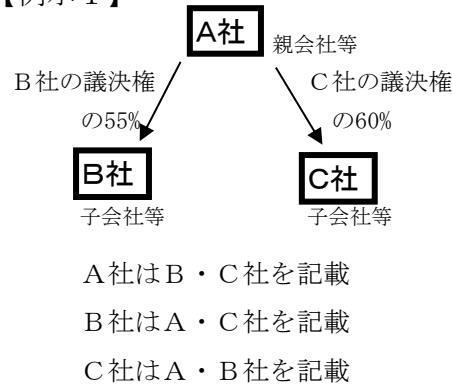 【例示１】
A社
親会社等
Ｂ社の議決権
の55%
Ｃ社の議決権
の60%
B社
C社
子会社等
子会社等
Ａ社はＢ・Ｃ社を記載
Ｂ社はＡ・Ｃ社を記載
Ｃ社はＡ・Ｂ社を記載